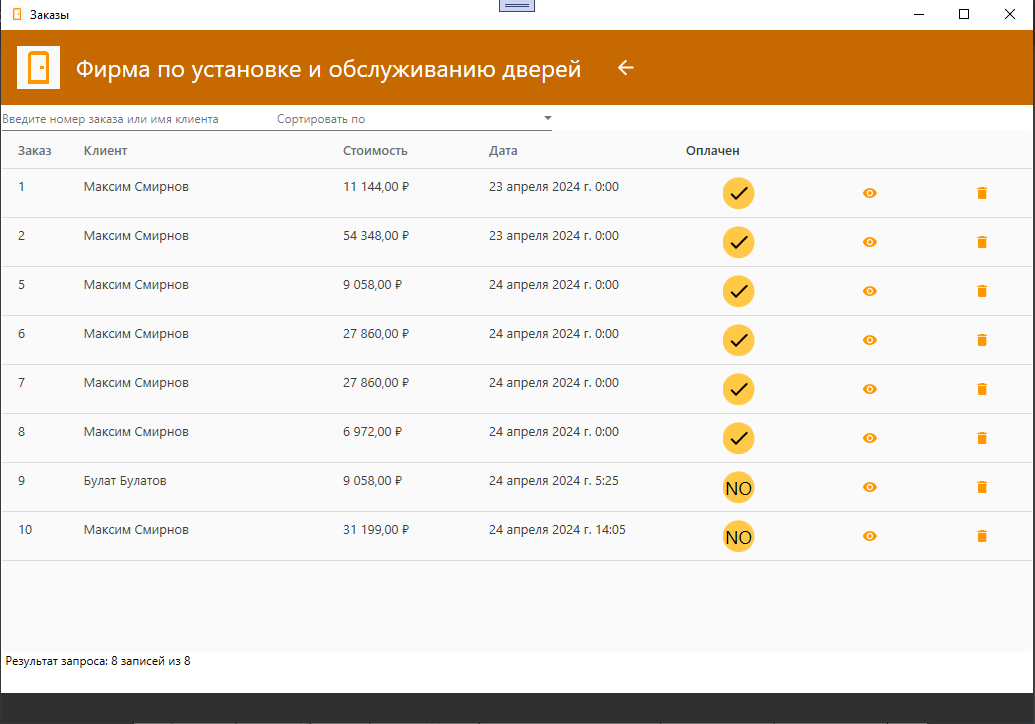 Заказы
Фирма по установке и обслуживанию дверей
Введите номер заказа или имя клиента Сортировать по
Заказ Клиент Стоимость Дата Оплачен
1 Максим Смирнов 11 144,00 ₽ 23 апреля 2024 г. 0:00
2 Максим Смирнов 54 348,00 ₽ 23 апреля 2024 г. 0:00
5 Максим Смирнов 9 058,00 ₽ 24 апреля 2024 г. 0:00
6 Максим Смирнов 27 860,00 ₽ 24 апреля 2024 г. 0:00
7 Максим Смирнов 27 860,00 ₽ 24 апреля 2024 г. 0:00
8 Максим Смирнов 6 972,00 ₽ 24 апреля 2024 г. 0:00
9 Булат Булатов 9 058,00 ₽ 24 апреля 2024 г. 5:25 NO
10 Максим Смирнов 31 199,00 ₽ 24 апреля 2024 г. 14:05 NO
Результат запроса: 8 записей из 8